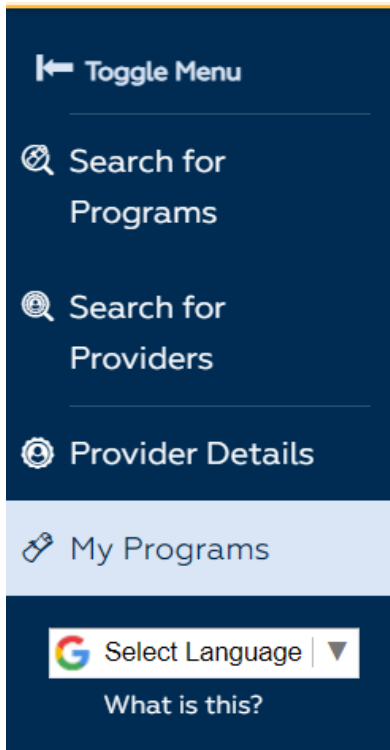 Toggle Menu
Search for
Programs
Search for
Providers
Provider Details
My Programs
Select Language ▼
What is this?